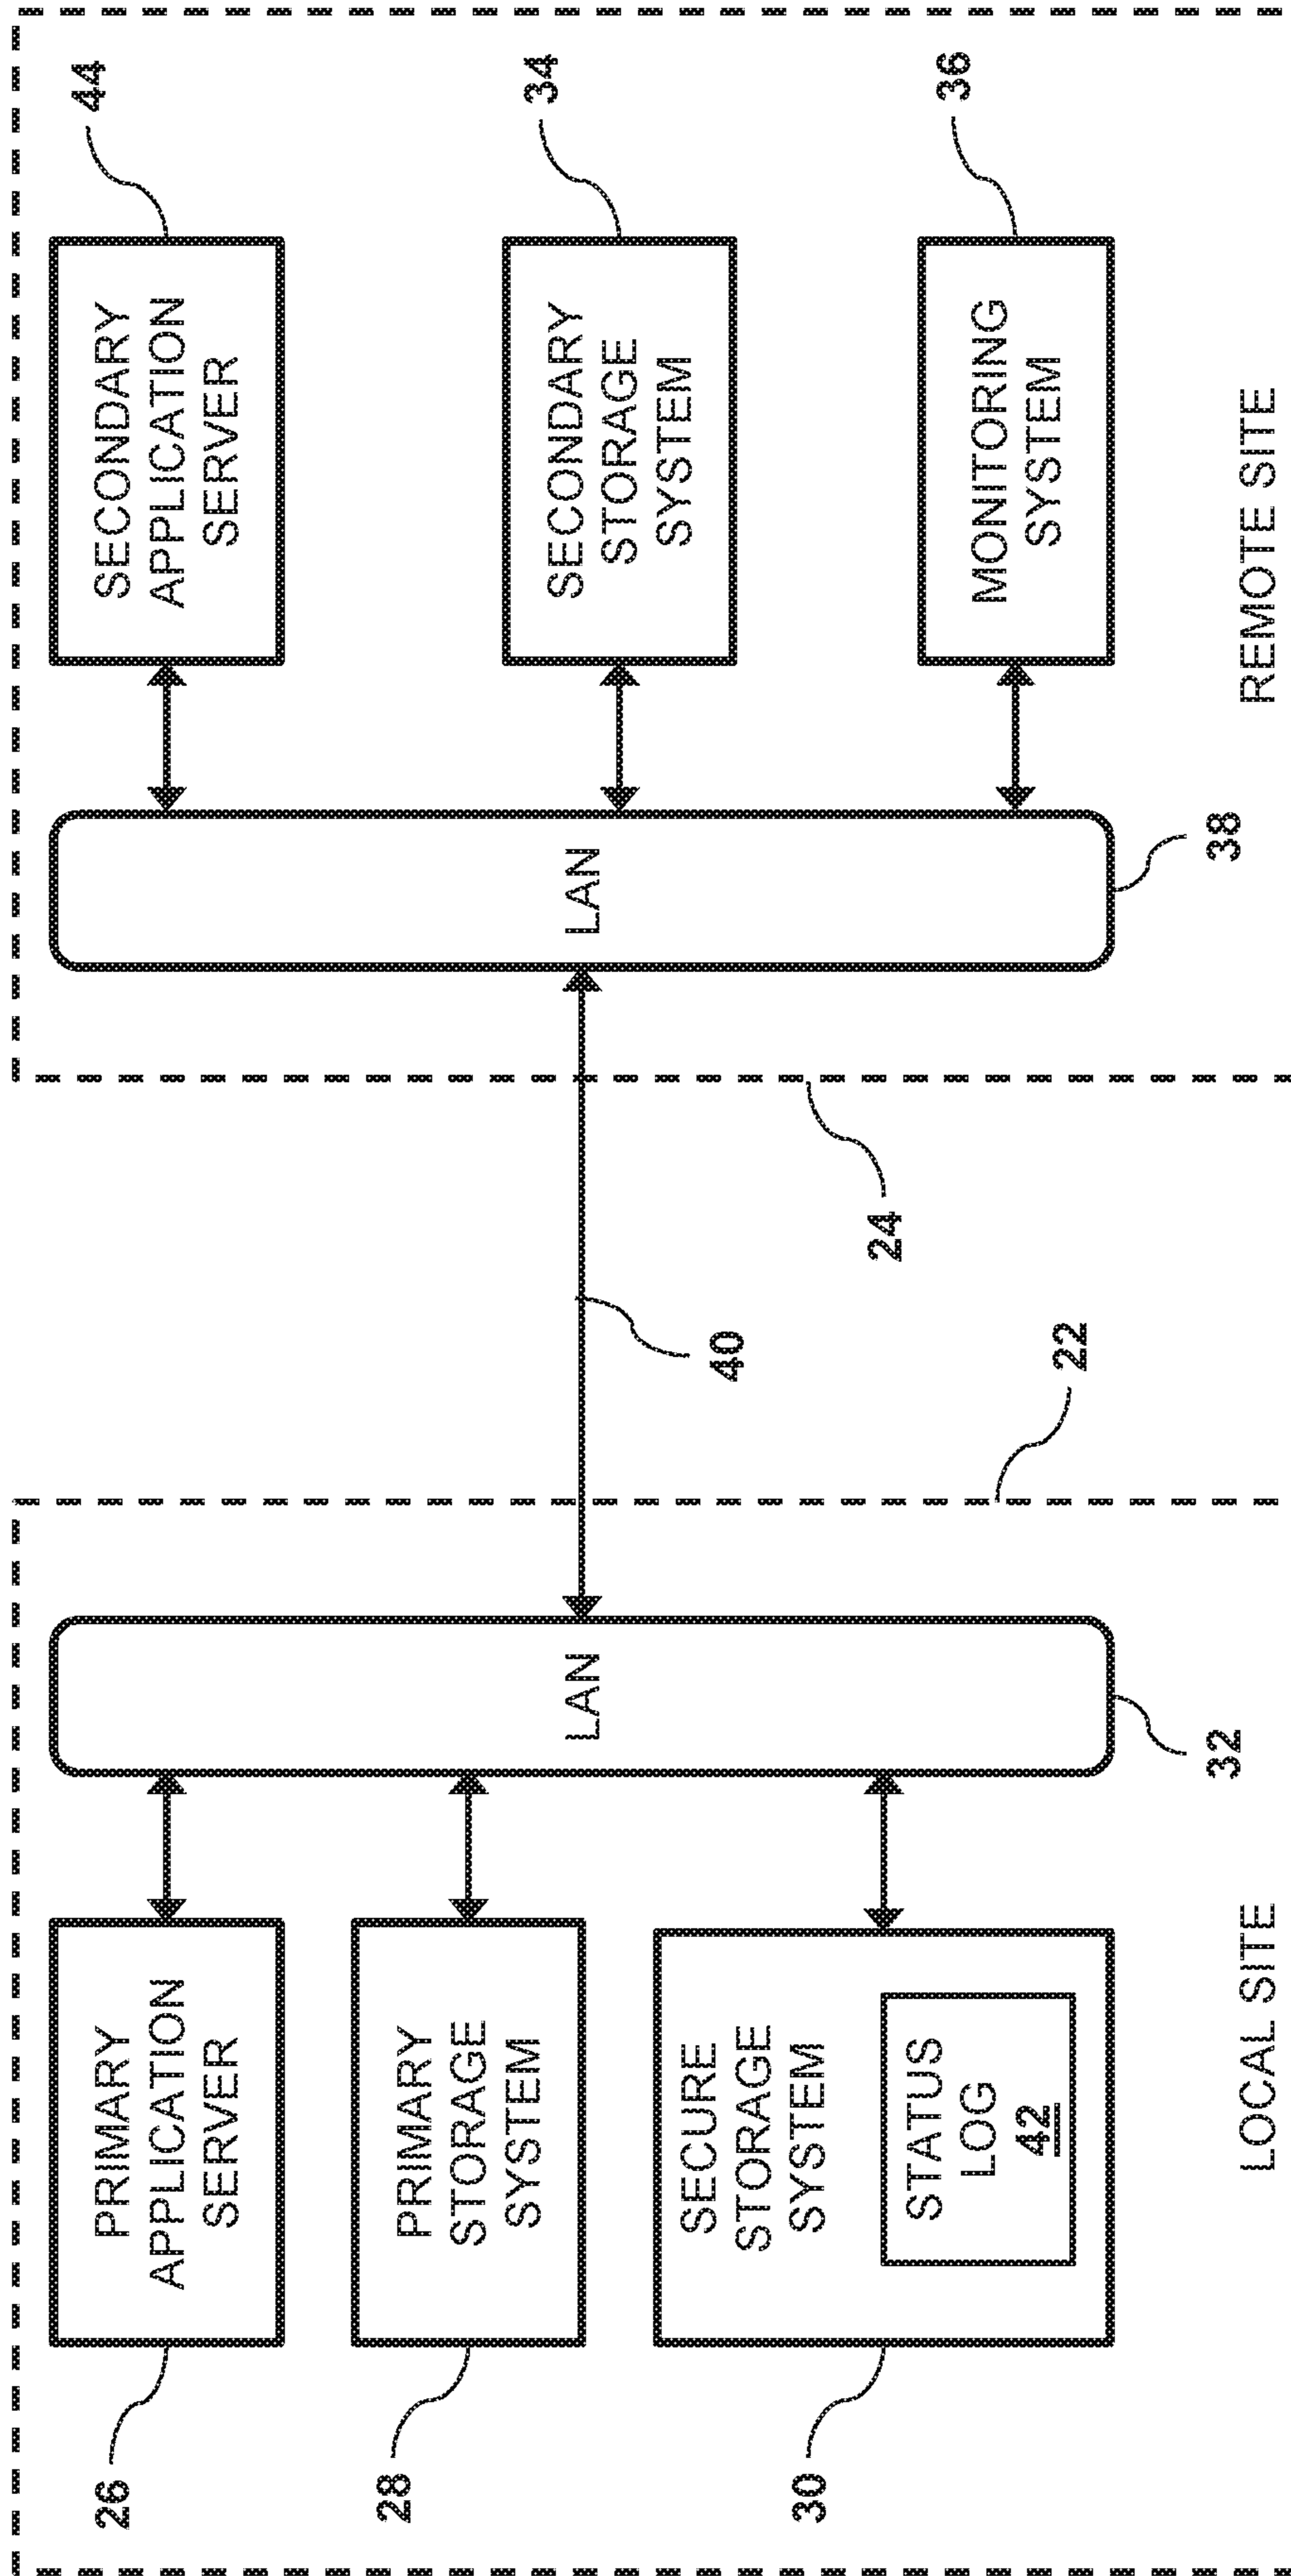 26
PRIMARY
APPLICATION
SERVER
28
PRIMARY
STORAGE
SYSTEM
30
SECURE
STORAGE
SYSTEM
STATUS
LOG
42
LAN
32
LOCAL SITE
22
40
24
LAN
38
SECONDARY
APPLICATION
SERVER
44
SECONDARY
STORAGE
SYSTEM
34
MONITORING
SYSTEM
36
REMOTE SITE